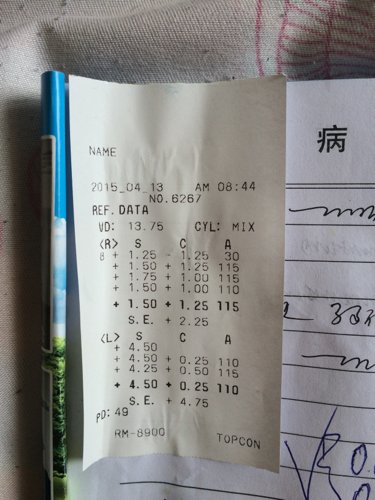 NAME
2015_04_13 AM 08:44
NO.6267
REF.DATA
VD: 13.75 CYL: MIX
<R> S C A
8 + 1.25 - 1.25 30
+ 1.50 + 1.25 115
+ 1.75 + 1.00 115
+ 1.50 + 1.00 110
+ 1.50 + 1.25 115
S.E. + 2.25
<L> S C A
+ 4.50
+ 4.50 + 0.25 110
+ 4.25 + 0.50 115
+ 4.50 + 0.25 110
S.E. + 4.75
PD: 49
RM-8900 TOPCON
病